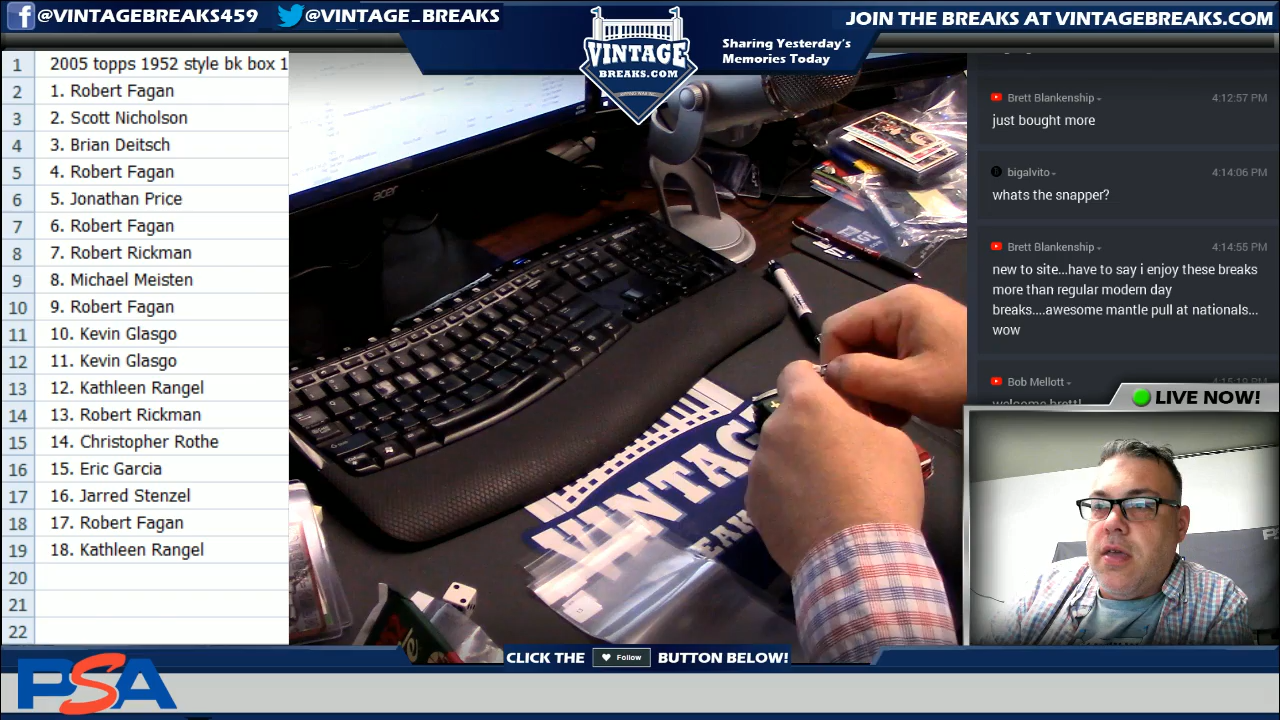 @VINTAGEBREAKS459
@VINTAGE_BREAKS
VINTAGE
BREAKS.COM
Sharing Yesterday's
Memories Today
JOIN THE BREAKS AT VINTAGEBREAKS.COM
1 2005 topps 1952 style bk box 1
2 1. Robert Fagan
3 2. Scott Nicholson
4 3. Brian Deitsch
5 4. Robert Fagan
6 5. Jonathan Price
7 6. Robert Fagan
8 7. Robert Rickman
9 8. Michael Meisten
10 9. Robert Fagan
11 10. Kevin Glasgo
12 11. Kevin Glasgo
13 12. Kathleen Rangel
14 13. Robert Rickman
15 14. Christopher Rothe
16 15. Eric Garcia
17 16. Jarred Stenzel
18 17. Robert Fagan
19 18. Kathleen Rangel
20
21
22
acer
VINTAG
EAK
Brett Blankenship 4:12:57 PM
just bought more
bigalvito 4:14:06 PM
whats the snapper?
Brett Blankenship 4:14:55 PM
new to site...have to say i enjoy these breaks
more than regular modern day
breaks....awesome mantle pull at nationals...
wow
Bob Mellott 4:15:19 PM
welcome brett!
LIVE NOW!
CLICK THE Follow BUTTON BELOW!
PSA